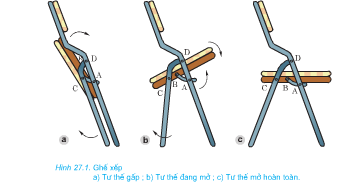 D
A
C
B
D
B
A
C
D
C
B
A
a
b
c
Hình 27.1. Ghế xếp
a) Tư thế gấp ; b) Tư thế đang mở ; c) Tư thế mở hoàn toàn.